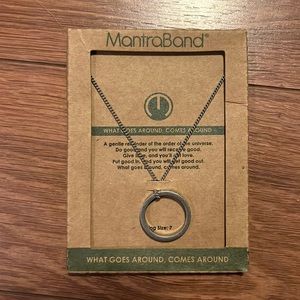 MantraBand®
WHAT GOES AROUND, COMES AROUND
A gentle reminder of the order of the universe.
Do good and you will receive good.
Give love, and you'll get love.
Put good in, and you will get good out.
What goes around, comes around.
Size: 7
WHAT GOES AROUND, COMES AROUND